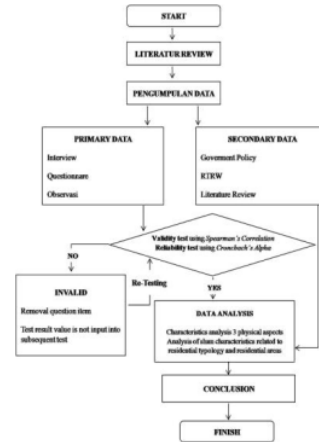 START
LITERATUR REVIEW
PENGUMPULAN DATA
PRIMARY DATA
Interview
Questionnare
Observasi
SECONDARY DATA
Goverment Policy
RTRW
Literature Review
Validity test using Spearman's Correlation
Reliability test using Cronchbach's Alpha
NO
Re-Testing
YES
INVALID
Removal question item
Test result value is not input into
subsequent test
DATA ANALYSIS
Characteristics analysis 3 physical aspects
Analysis of slum characteristics related to
residential typology and residential areas
CONCLUSION
FINISH